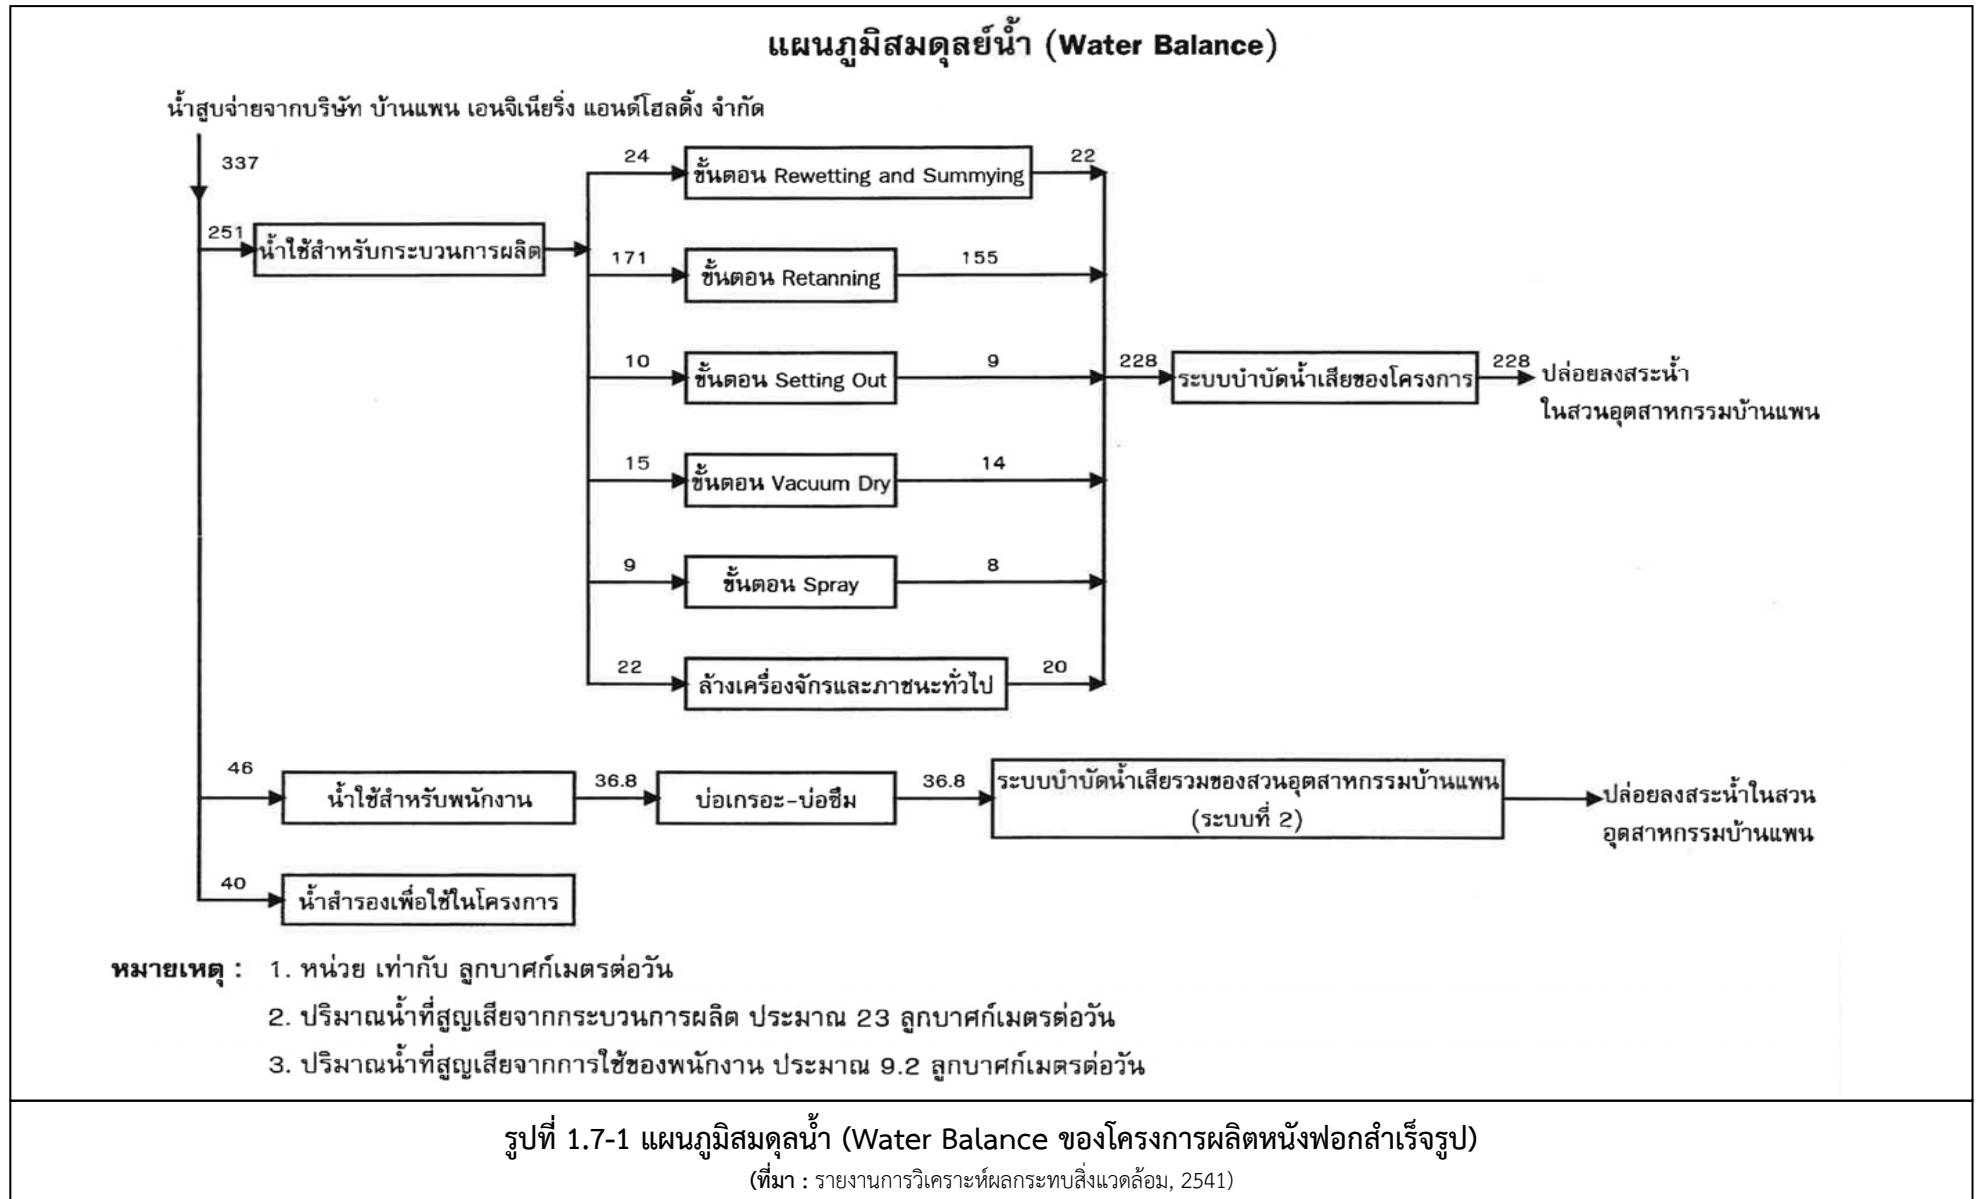 แผนภูมิสมดุลย์น้ำ (Water Balance)
น้ำสูบจ่ายจากบริษัท บ้านแพน เอนจิเนียริ่ง แอนด์โฮลดิ้ง จำกัด
337
24
ขั้นตอน Rewetting and Summying
22
251
น้ำใช้สำหรับกระบวนการผลิต
171
ขั้นตอน Retanning
155
10
ขั้นตอน Setting Out
9
228
ระบบบำบัดน้ำเสียของโครงการ
228
ปล่อยลงสระน้ำ
ในสวนอุตสาหกรรมบ้านแพน
15
ขั้นตอน Vacuum Dry
14
9
ขั้นตอน Spray
8
22
ล้างเครื่องจักรและภาชนะทั่วไป
20
46
น้ำใช้สำหรับพนักงาน
36.8
บ่อเกรอะ-บ่อซึม
36.8
ระบบบำบัดน้ำเสียรวมของสวนอุตสาหกรรมบ้านแพน
(ระบบที่ 2)
ปล่อยลงสระน้ำในสวน
อุตสาหกรรมบ้านแพน
40
น้ำสำรองเพื่อใช้ในโครงการ
หมายเหตุ : 1. หน่วย เท่ากับ ลูกบาศก์เมตรต่อวัน
2. ปริมาณน้ำที่สูญเสียจากกระบวนการผลิต ประมาณ 23 ลูกบาศก์เมตรต่อวัน
3. ปริมาณน้ำที่สูญเสียจากการใช้ของพนักงาน ประมาณ 9.2 ลูกบาศก์เมตรต่อวัน
รูปที่ 1.7-1 แผนภูมิสมดุลน้ำ (Water Balance ของโครงการผลิตหนังฟอกสำเร็จรูป)
(ที่มา : รายงานการวิเคราะห์ผลกระทบสิ่งแวดล้อม, 2541)